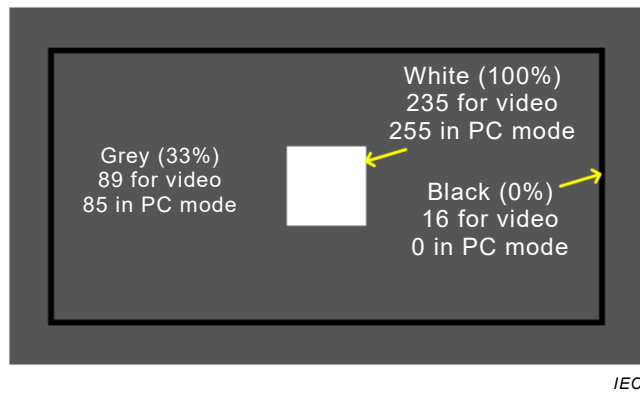 White (100%)
235 for video
255 in PC mode
Grey (33%)
89 for video
85 in PC mode
Black (0%)
16 for video
0 in PC mode
IEC